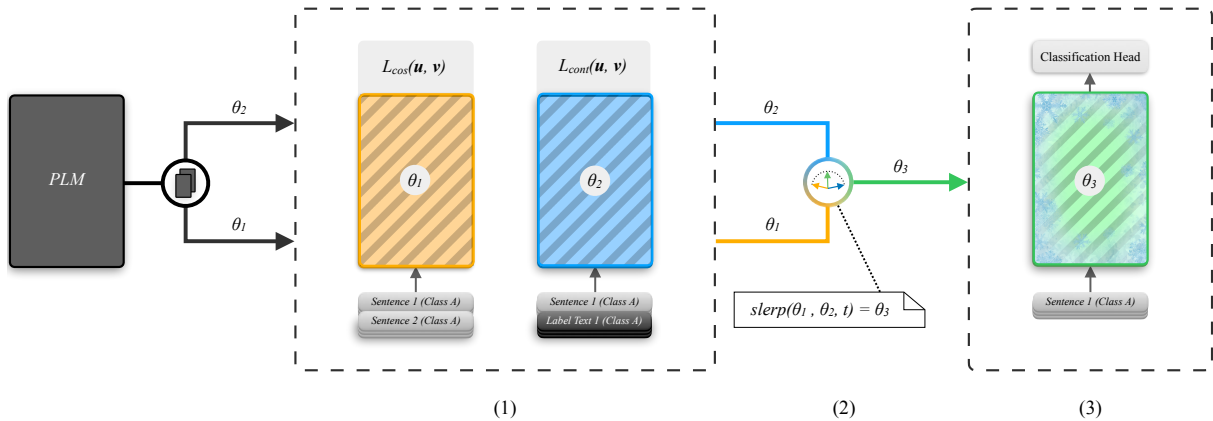 PLM
θ2
θ1
Lcos(u, v)
θ1
Sentence 1 (Class A)
Sentence 2 (Class A)
Lcont(u, v)
θ2
Sentence 1 (Class A)
Label Text 1 (Class A)
(1)
θ2
θ1
θ3
slerp(θ1 , θ2, t) = θ3
(2)
Classification Head
θ3
Sentence 1 (Class A)
(3)